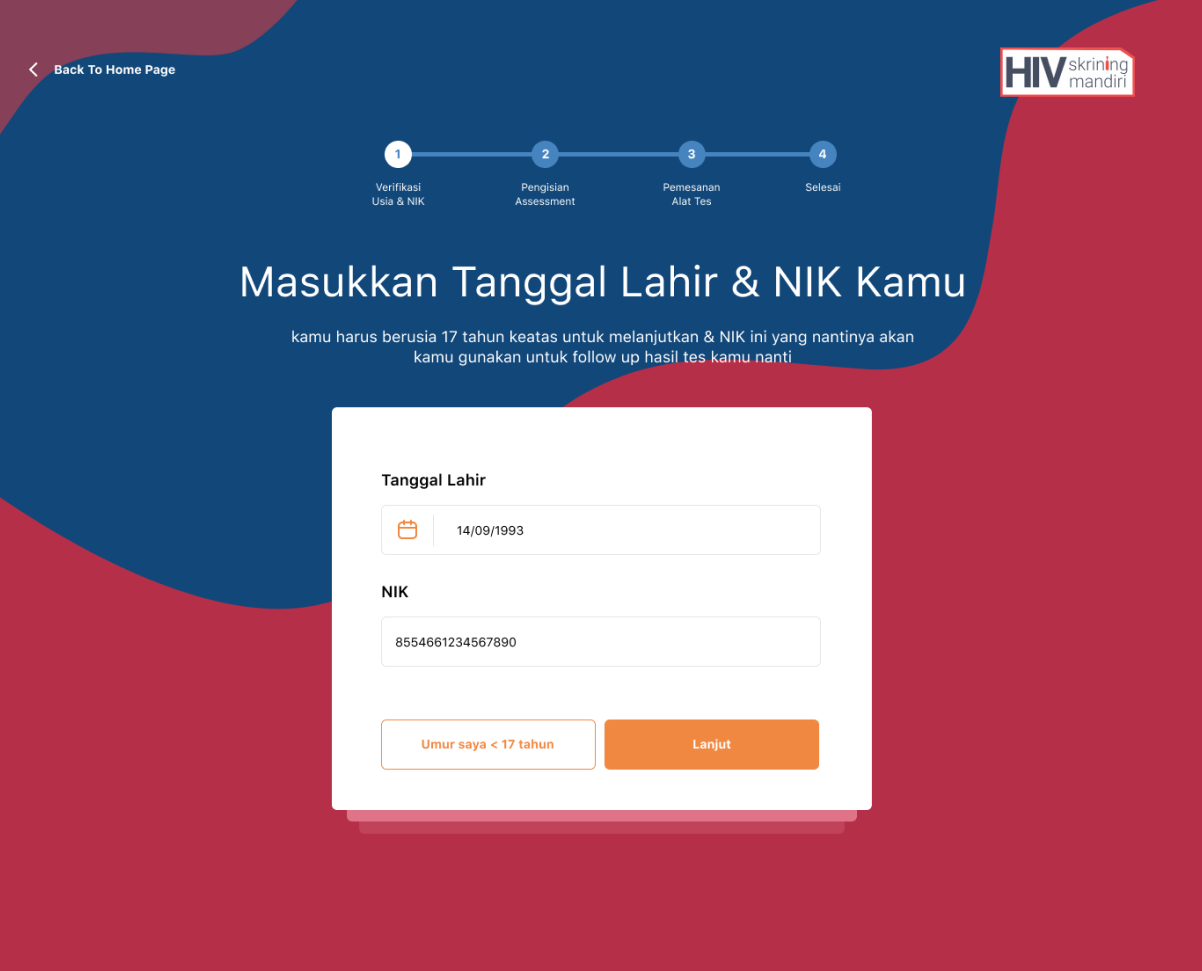 Back To Home Page
HIV skrining
mandiri
1
2
3
4
Verifikasi
Usia & NIK
Pengisian
Assessment
Pemesanan
Alat Tes
Selesai
Masukkan Tanggal Lahir & NIK Kamu
kamu harus berusia 17 tahun keatas untuk melanjutkan & NIK ini yang nantinya akan
kamu gunakan untuk follow up hasil tes kamu nanti
Tanggal Lahir
14/09/1993
NIK
8554661234567890
Umur saya < 17 tahun
Lanjut